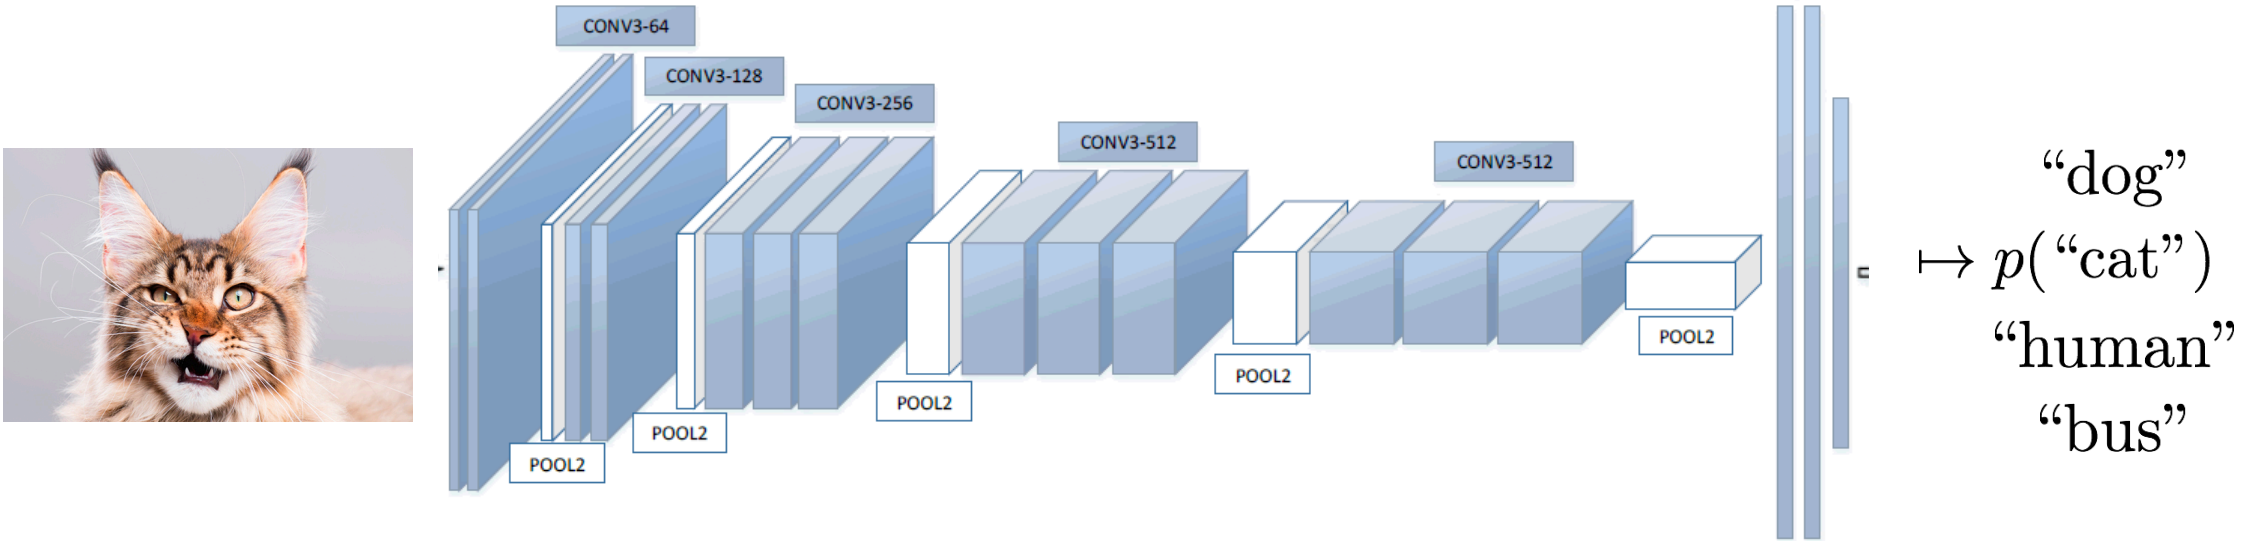 CONV3-64
CONV3-128
CONV3-256
CONV3-512
CONV3-512
POOL2
POOL2
POOL2
POOL2
POOL2
“dog”
↦ p(“cat”)
“human”
“bus”